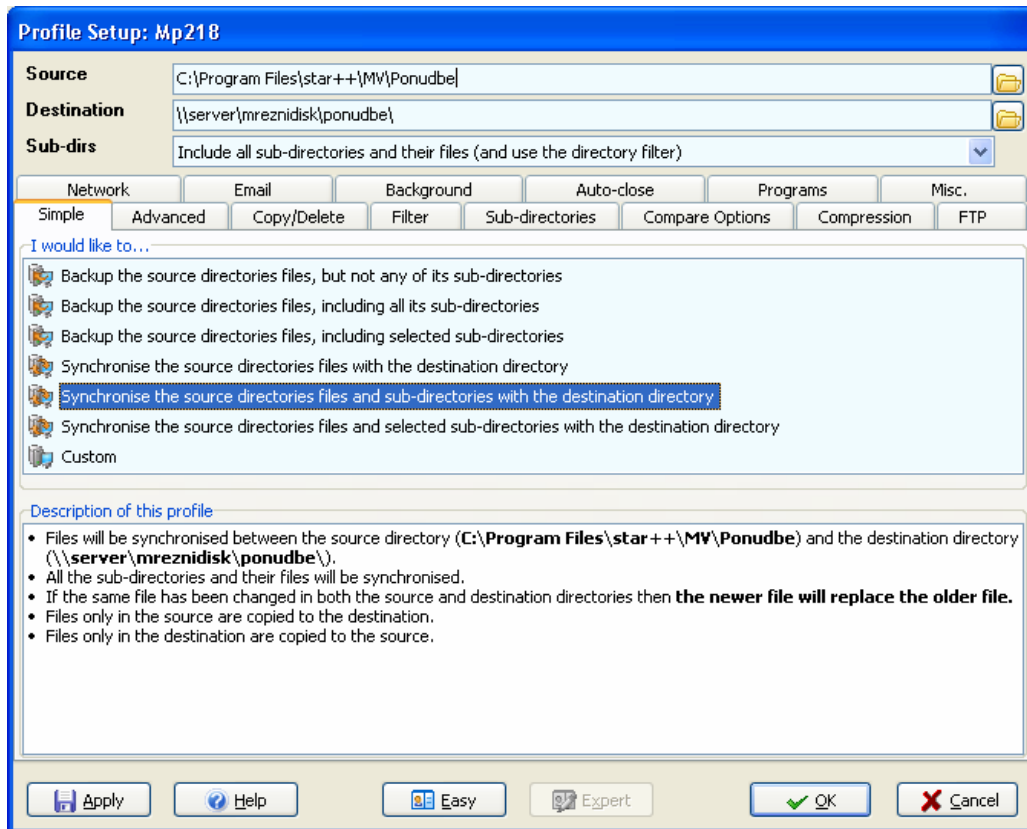 Profile Setup: Mp218
Source
C:\Program Files\star++\MV\Ponudbe
Destination
\\server\mreznidisk\ponudbe\
Sub-dirs
Include all sub-directories and their files (and use the directory filter)
Network Email Background Auto-close Programs Misc.
Simple Advanced Copy/Delete Filter Sub-directories Compare Options Compression FTP
I would like to...
Backup the source directories files, but not any of its sub-directories
Backup the source directories files, including all its sub-directories
Backup the source directories files, including selected sub-directories
Synchronise the source directories files with the destination directory
Synchronise the source directories files and sub-directories with the destination directory
Synchronise the source directories files and selected sub-directories with the destination directory
Custom
Description of this profile
• Files will be synchronised between the source directory (C:\Program Files\star++\MV\Ponudbe) and the destination directory
(\\server\mreznidisk\ponudbe\).
• All the sub-directories and their files will be synchronised.
• If the same file has been changed in both the source and destination directories then the newer file will replace the older file.
• Files only in the source are copied to the destination.
• Files only in the destination are copied to the source.
Apply Help Easy Expert OK Cancel